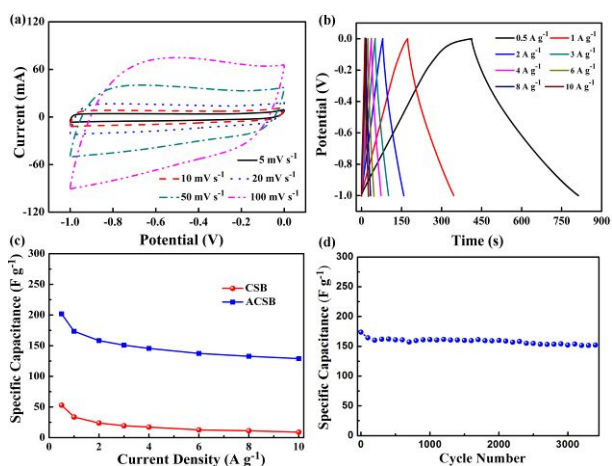 (a)
120
60
0
-60
-120
Current (mA)
5 mV s-1
10 mV s-1
20 mV s-1
50 mV s-1
100 mV s-1
-1.0 -0.8 -0.6 -0.4 -0.2 0.0
Potential (V)
(b)
0.5 A g-1
1 A g-1
2 A g-1
3 A g-1
4 A g-1
6 A g-1
8 A g-1
10 A g-1
0.0
-0.2
-0.4
-0.6
-0.8
-1.0
Potential (V)
0 150 300 450 600 750 900
Time (s)
(c)
300
250
200
150
100
50
0
Specific Capacitance (F g-1)
CSB
ACSB
0 2 4 6 8 10
Current Density (A g-1)
(d)
300
250
200
150
100
50
0
Specific Capacitance (F g-1)
0 1000 2000 3000
Cycle Number